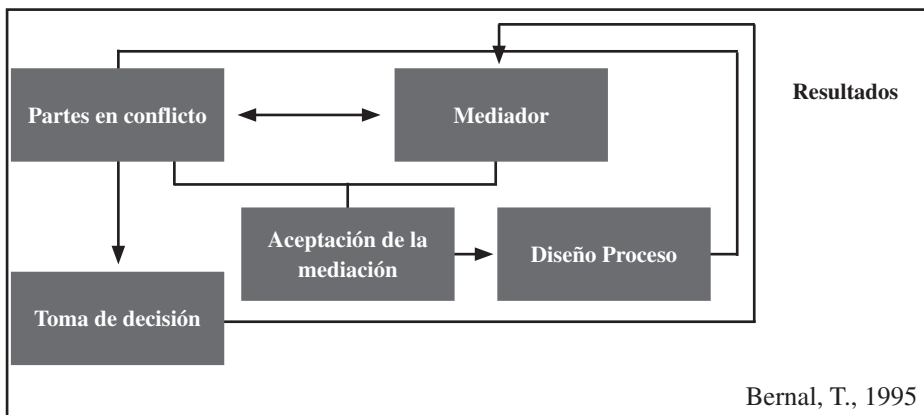 Resultados
Partes en conflicto
Mediador
Aceptación de la
mediación
Diseño Proceso
Toma de decisión
Bernal, T., 1995